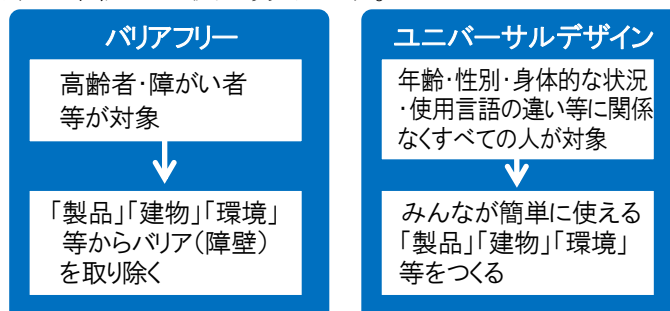 バリアフリー
高齢者・障がい者
等が対象
「製品」「建物」「環境」
等からバリア(障壁)
を取り除く
ユニバーサルデザイン
年齢・性別・身体的な状況
・使用言語の違い等に関係
なくすべての人が対象
みんなが簡単に使える
「製品」「建物」「環境」
等をつくる